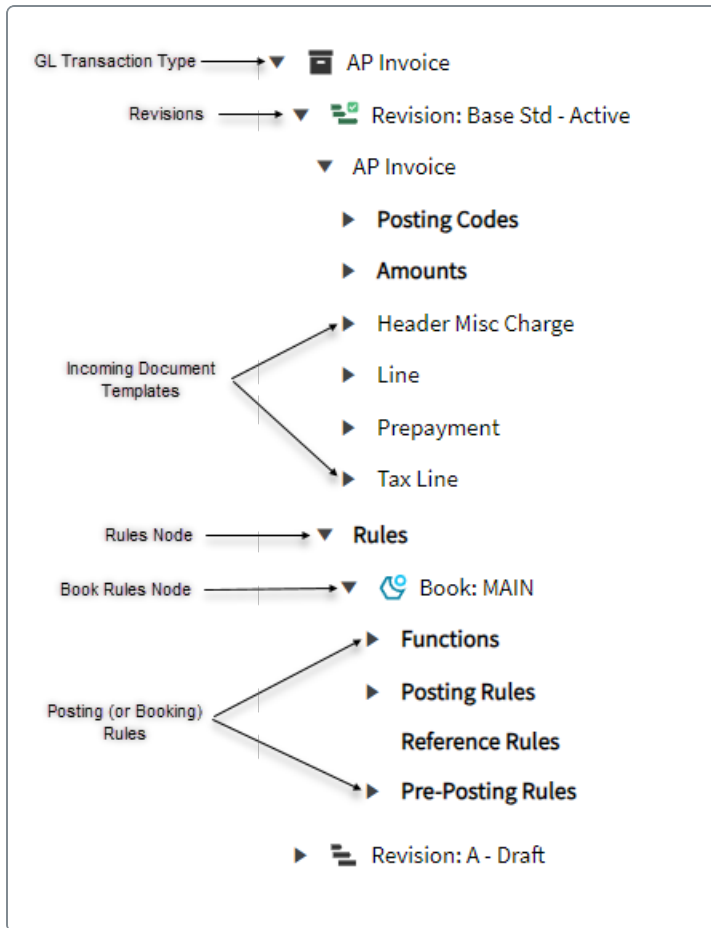 GL Transaction Type
AP Invoice
Revisions
Revision: Base Std - Active
AP Invoice
Posting Codes
Amounts
Header Misc Charge
Incoming Document
Templates
Line
Prepayment
Tax Line
Rules Node
Rules
Book Rules Node
Book: MAIN
Functions
Posting Rules
Posting (or Booking)
Rules
Reference Rules
Pre-Posting Rules
Revision: A - Draft